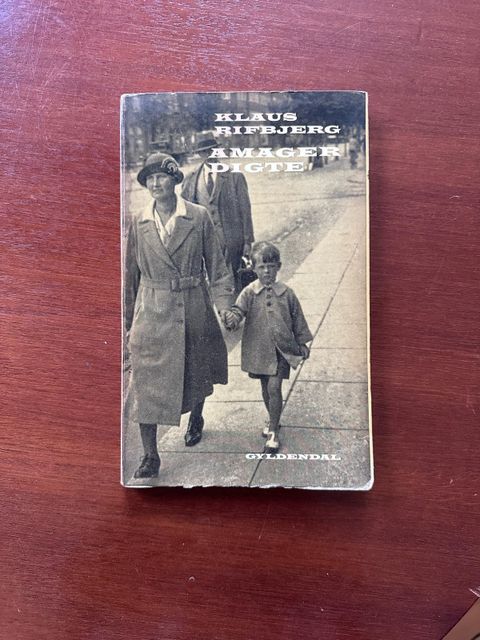 KLAUS
RIFBJERG
AMAGER
DIGTE
GYLDENDAL